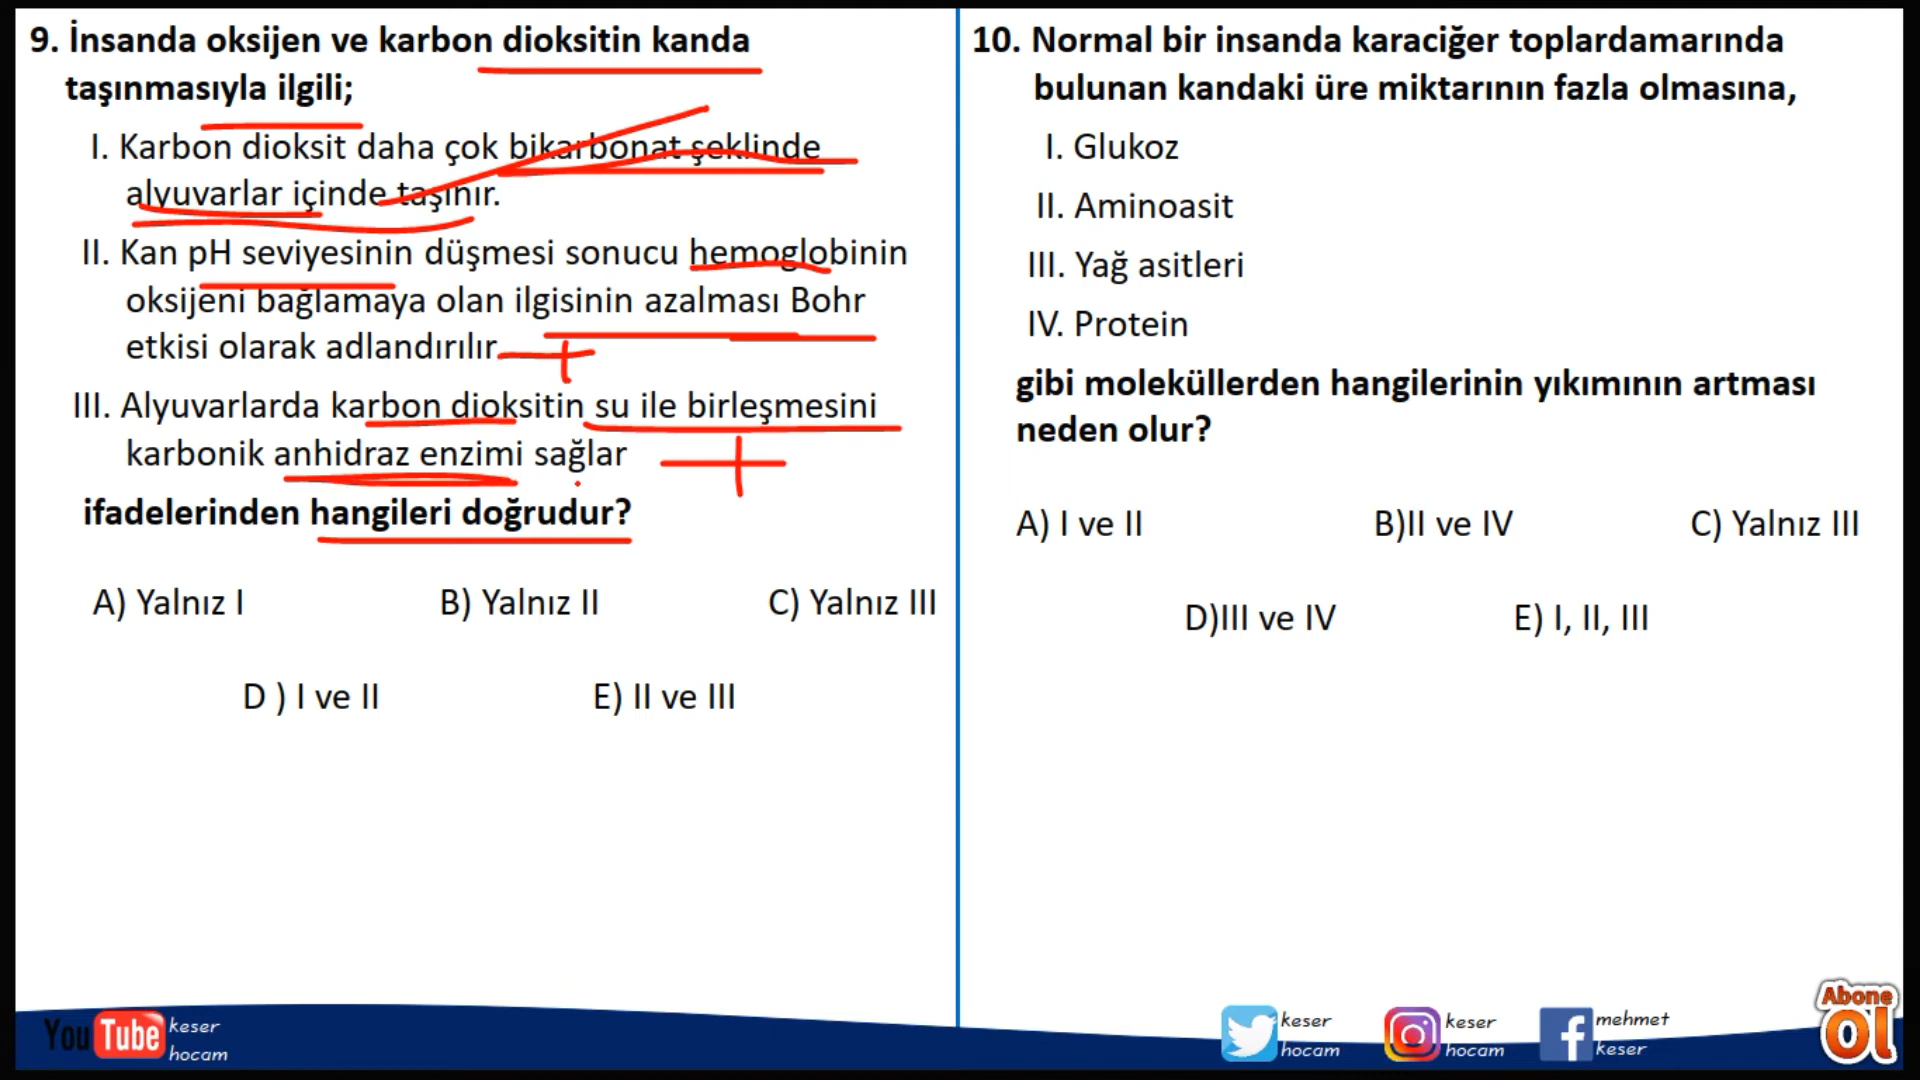 9. İnsanda oksijen ve karbon dioksitin kanda
taşınmasıyla ilgili;
I. Karbon dioksit daha çok bikarbonat şeklinde
alyuvarlar içinde taşınır.
II. Kan pH seviyesinin düşmesi sonucu hemoglobinin
oksijeni bağlamaya olan ilgisinin azalması Bohr
etkisi olarak adlandırılır
III. Alyuvarlarda karbon dioksitin su ile birleşmesini
karbonik anhidraz enzimi sağlar
ifadelerinden hangileri doğrudur?
A) Yalnız I
B) Yalnız II
C) Yalnız III
D ) I ve II
E) II ve III
10. Normal bir insanda karaciğer toplardamarında
bulunan kandaki üre miktarının fazla olmasına,
I. Glukoz
II. Aminoasit
III. Yağ asitleri
IV. Protein
gibi moleküllerden hangilerinin yıkımının artması
neden olur?
A) I ve II
B)II ve IV
C) Yalnız III
D)III ve IV
E) I, II, III
YouTube
keser
hocam
keser
hocam
keser
hocam
mehmet
keser
Abone
Ol